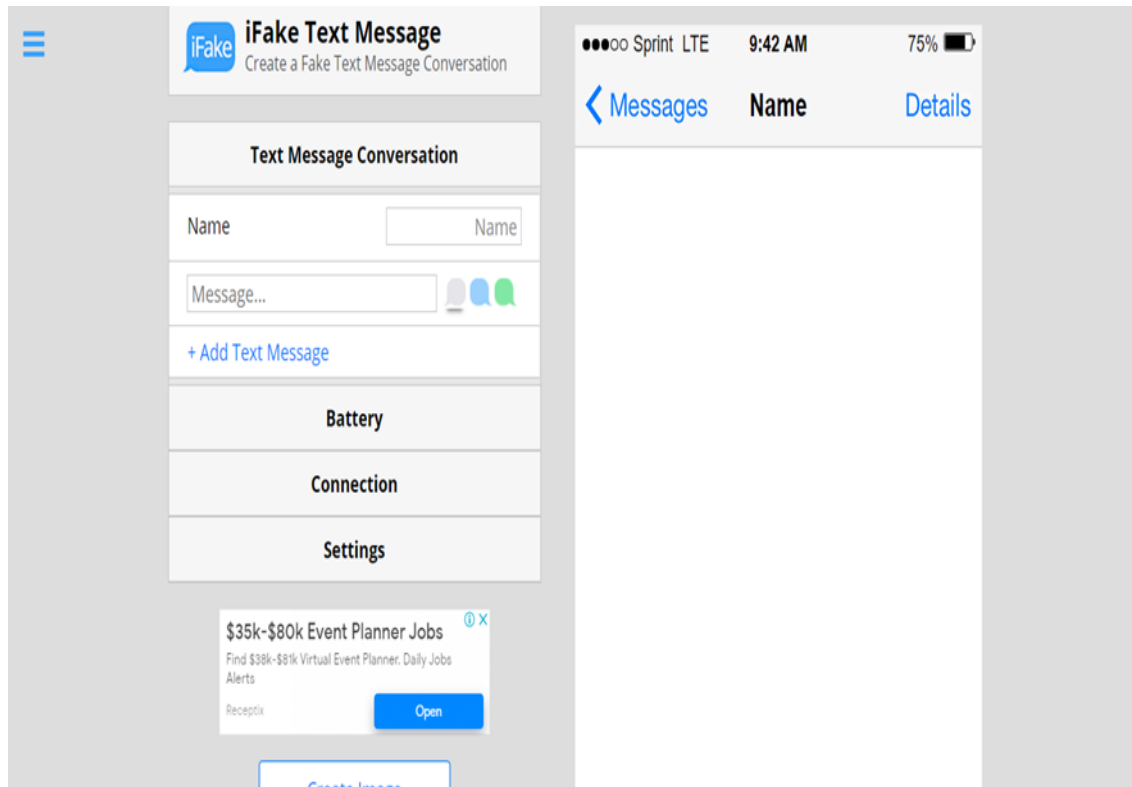 iFake
iFake Text Message
Create a Fake Text Message Conversation
Text Message Conversation
Name
Name
Message...
+ Add Text Message
Battery
Connection
Settings
$35k-$80k Event Planner Jobs
Find $38k-$81k Virtual Event Planner. Daily Jobs
Alerts
Receptix
Open
Create Image
Sprint LTE
9:42 AM
75%
Messages
Name
Details